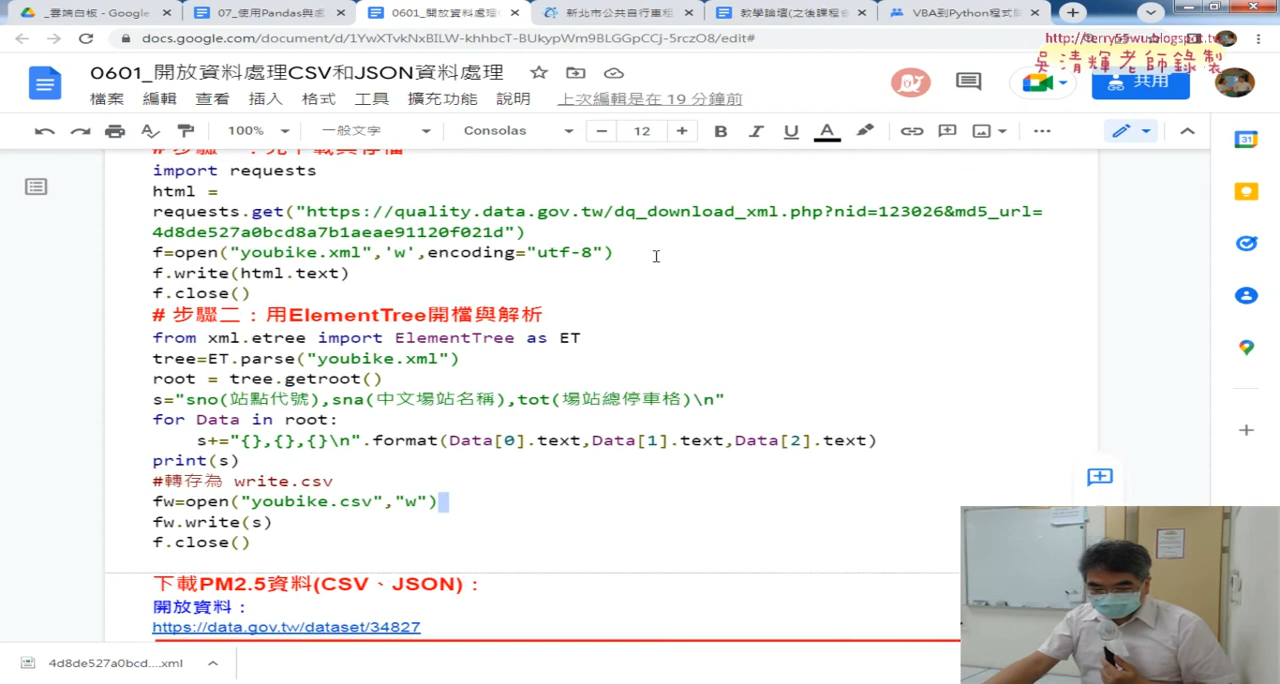 _雲端白板 - Google
07_使用Pandas與處
0601_開放資料處理C
新北市公共自行車租
教學論壇(之後課程會
VBA到Python程式
docs.google.com/document/d/1YwXTvkNxBILW-khhbcT-BUkypWm9BLGGpCCJ-5rczO8/edit#
http://terry55wu.blogspot.tw
吳清輝老師錄製
0601_開放資料處理CSV和JSON資料處理
共用
檔案 編輯 查看 插入 格式 工具 擴充功能 說明 上次編輯是在 19 分鐘前
100% 一般文字 Consolas 12 B I U A
31
import requests
html =
requests.get("https://quality.data.gov.tw/dq_download_xml.php?nid=123026&md5_url=
4d8de527a0bcd8a7b1aeae91120f021d")
f=open("youbike.xml",'w',encoding="utf-8")
f.write(html.text)
f.close()
# 步驟二：用ElementTree開檔與解析
from xml.etree import ElementTree as ET
tree=ET.parse("youbike.xml")
root = tree.getroot()
s="sno(站點代號),sna(中文場站名稱),tot(場站總停車格)\n"
for Data in root:
s+="{},{},{}\n".format(Data[0].text,Data[1].text,Data[2].text)
print(s)
#轉存為 write.csv
fw=open("youbike.csv","w")
fw.write(s)
f.close()
下載PM2.5資料(CSV、JSON)：
開放資料：
https://data.gov.tw/dataset/34827
4d8de527a0bcd....xml